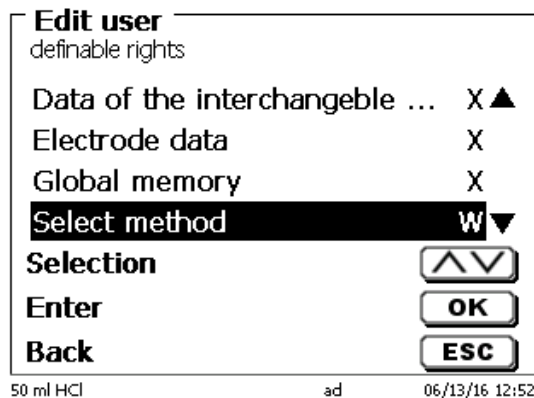 Edit user
definable rights
Data of the interchangeble ... X
Electrode data X
Global memory X
Select method W
Selection
Enter OK
Back ESC
50 ml HCl ad 06/13/16 12:52